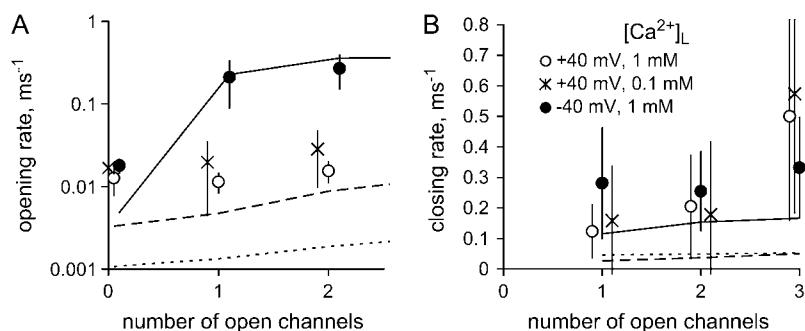 A
opening rate, ms⁻¹
1
0.1
0.01
0.001
0
1
2
number of open channels
B
closing rate, ms⁻¹
0.8
0.7
0.6
0.5
0.4
0.3
0.2
0.1
0
0
1
2
3
number of open channels
[Ca²⁺]L
+40 mV, 1 mM
+40 mV, 0.1 mM
-40 mV, 1 mM